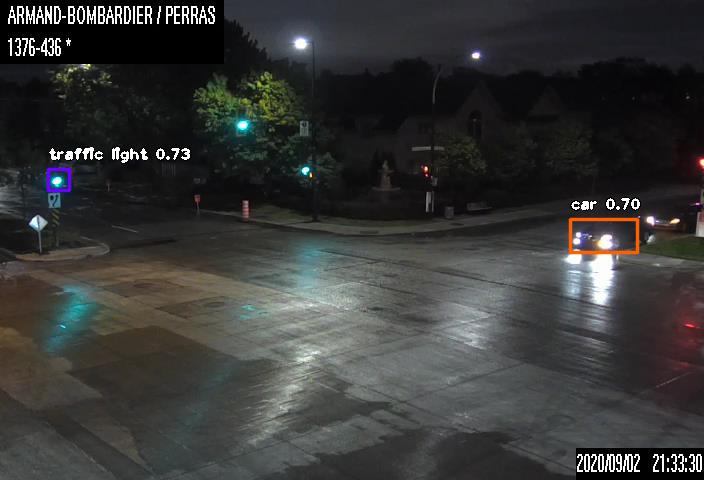 ARMAND-BOMBARDIER / PERRAS
1376-436 *
traffic light 0.73
car 0.70
2020/09/02 21:33:30